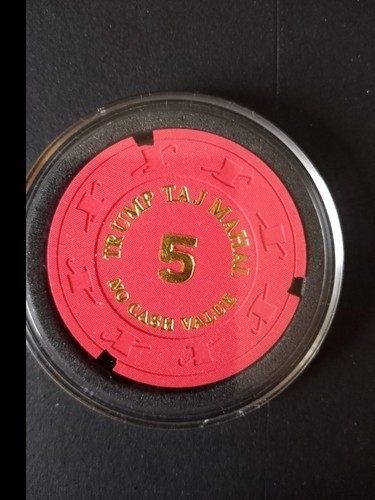 TRUMP TAJ MAHAL
5
NO CASH VALUE